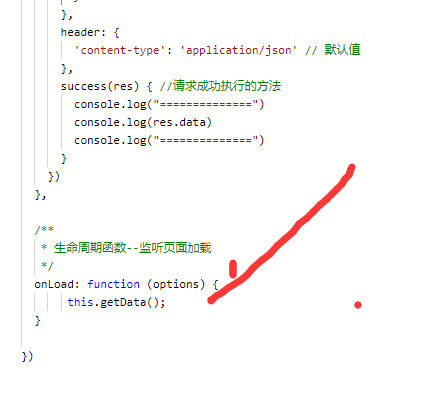 },
header: {
'content-type': 'application/json' // 默认值
},
success(res) { //请求成功执行的方法
console.log("==============")
console.log(res.data)
console.log("==============")
}
})
},
/**
* 生命周期函数--监听页面加载
*/
onLoad: function (options) {
this.getData();
}
})